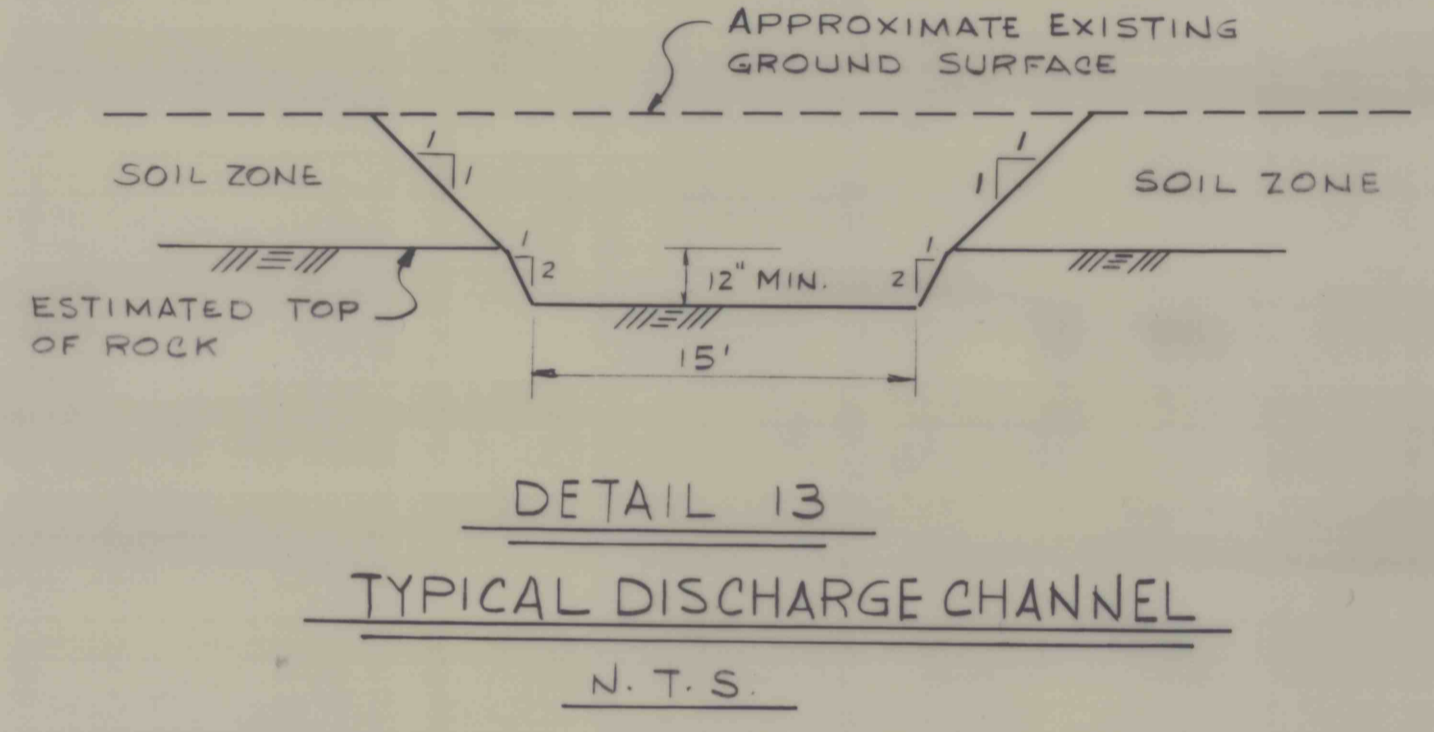 APPROXIMATE EXISTING
GROUND SURFACE
1
1
1
1
SOIL ZONE
SOIL ZONE
1
2
12" MIN.
1
2
ESTIMATED TOP
OF ROCK
15'
DETAIL 13
TYPICAL DISCHARGE CHANNEL
N.T.S.